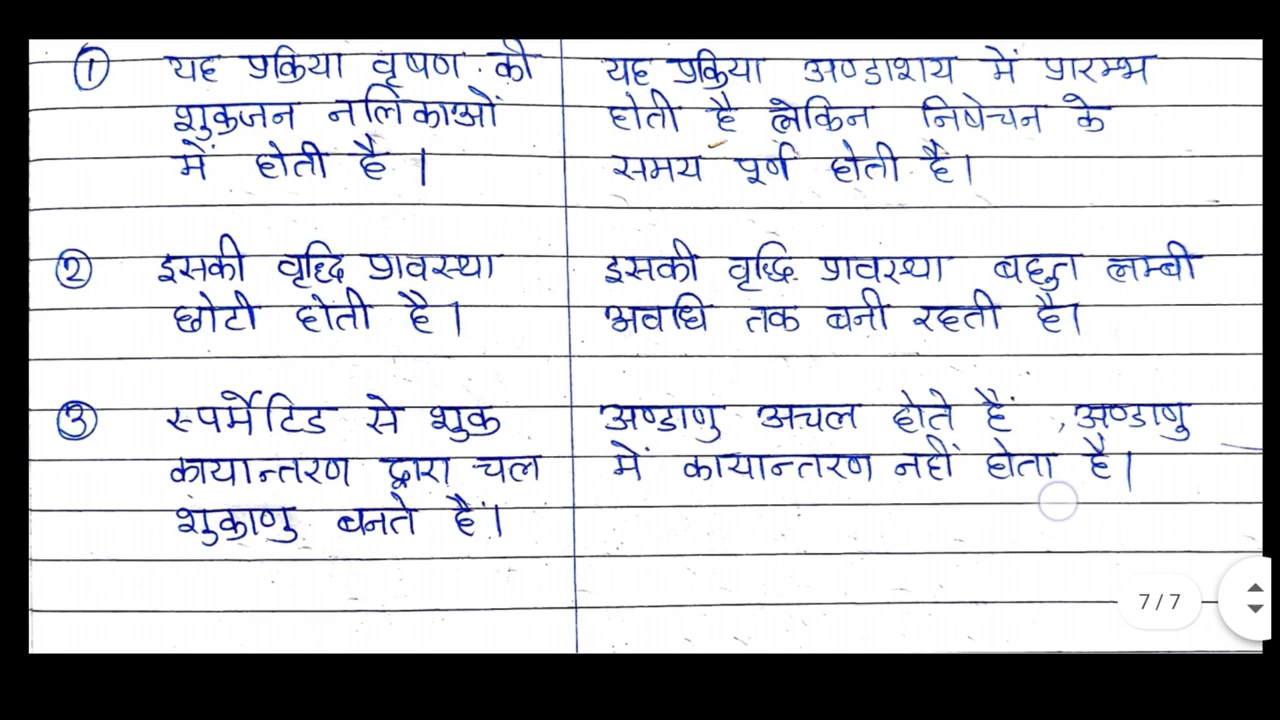 ① यह प्रक्रिया वृषण की
शुक्रजन नलिकाओं
में होती है ।
यह प्रक्रिया अण्डाशय में प्रारम्भ
होती है लेकिन निषेचन के
समय पूर्ण होती है।
② इसकी वृद्धि प्रावस्था
छोटी होती है।
इसकी वृद्धि प्रावस्था बहुत लम्बी
अवधि तक बनी रहती है।
③ स्पर्मेटिड से शुक्र
कायान्तरण द्वारा चल
शुक्राणु बनते हैं।
अण्डाणु अचल होते हैं , अण्डाणु
में कायान्तरण नहीं होता है।
7 / 7